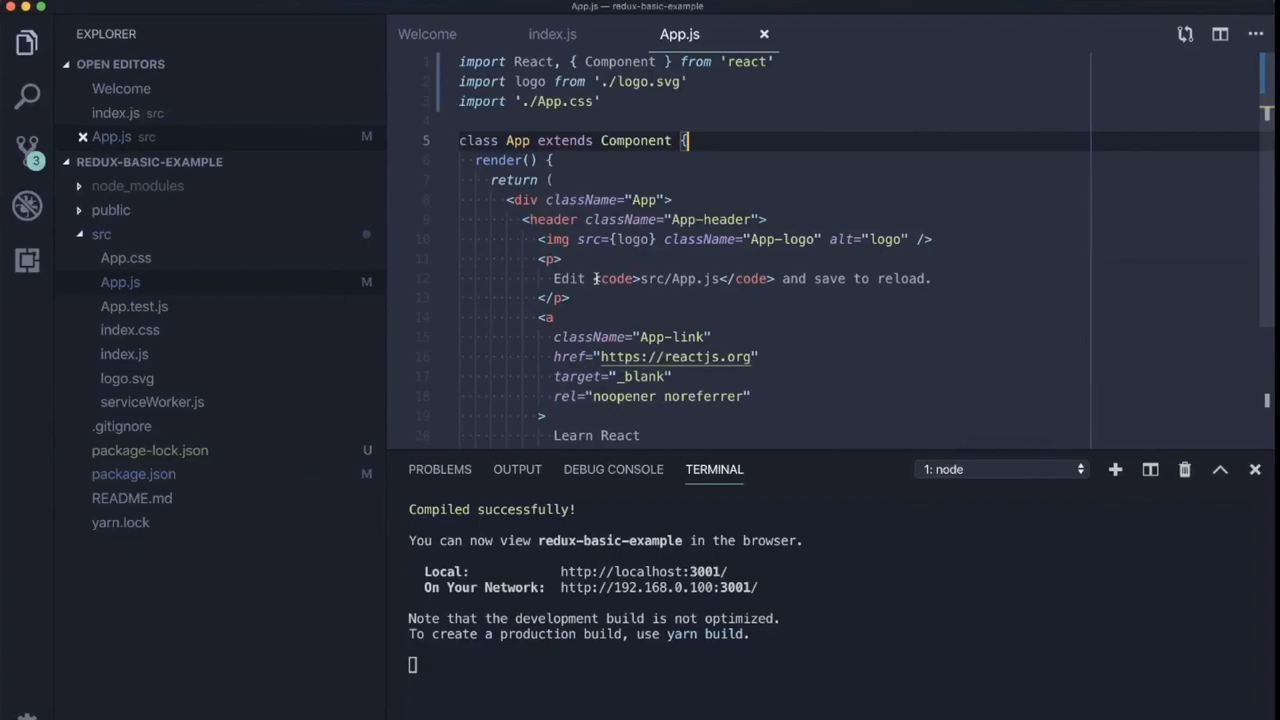 App.js — redux-basic-example
EXPLORER
OPEN EDITORS
Welcome
index.js src
App.js src M
REDUX-BASIC-EXAMPLE
node_modules
public
src
App.css
App.js M
App.test.js
index.css
index.js
logo.svg
serviceWorker.js
.gitignore
package-lock.json U
package.json M
README.md
yarn.lock
3
Welcome index.js App.js
1 import React, { Component } from 'react'
2 import logo from './logo.svg'
3 import './App.css'
4
5 class App extends Component {
6 render() {
7 return (
8 <div className="App">
9 <header className="App-header">
10 <img src={logo} className="App-logo" alt="logo" />
11 <p>
12 Edit <code>src/App.js</code> and save to reload.
13 </p>
14 <a
15 className="App-link"
16 href="https://reactjs.org"
17 target="_blank"
18 rel="noopener noreferrer"
19 >
20 Learn React
PROBLEMS OUTPUT DEBUG CONSOLE TERMINAL 1: node
Compiled successfully!
You can now view redux-basic-example in the browser.
Local: http://localhost:3001/
On Your Network: http://192.168.0.100:3001/
Note that the development build is not optimized.
To create a production build, use yarn build.